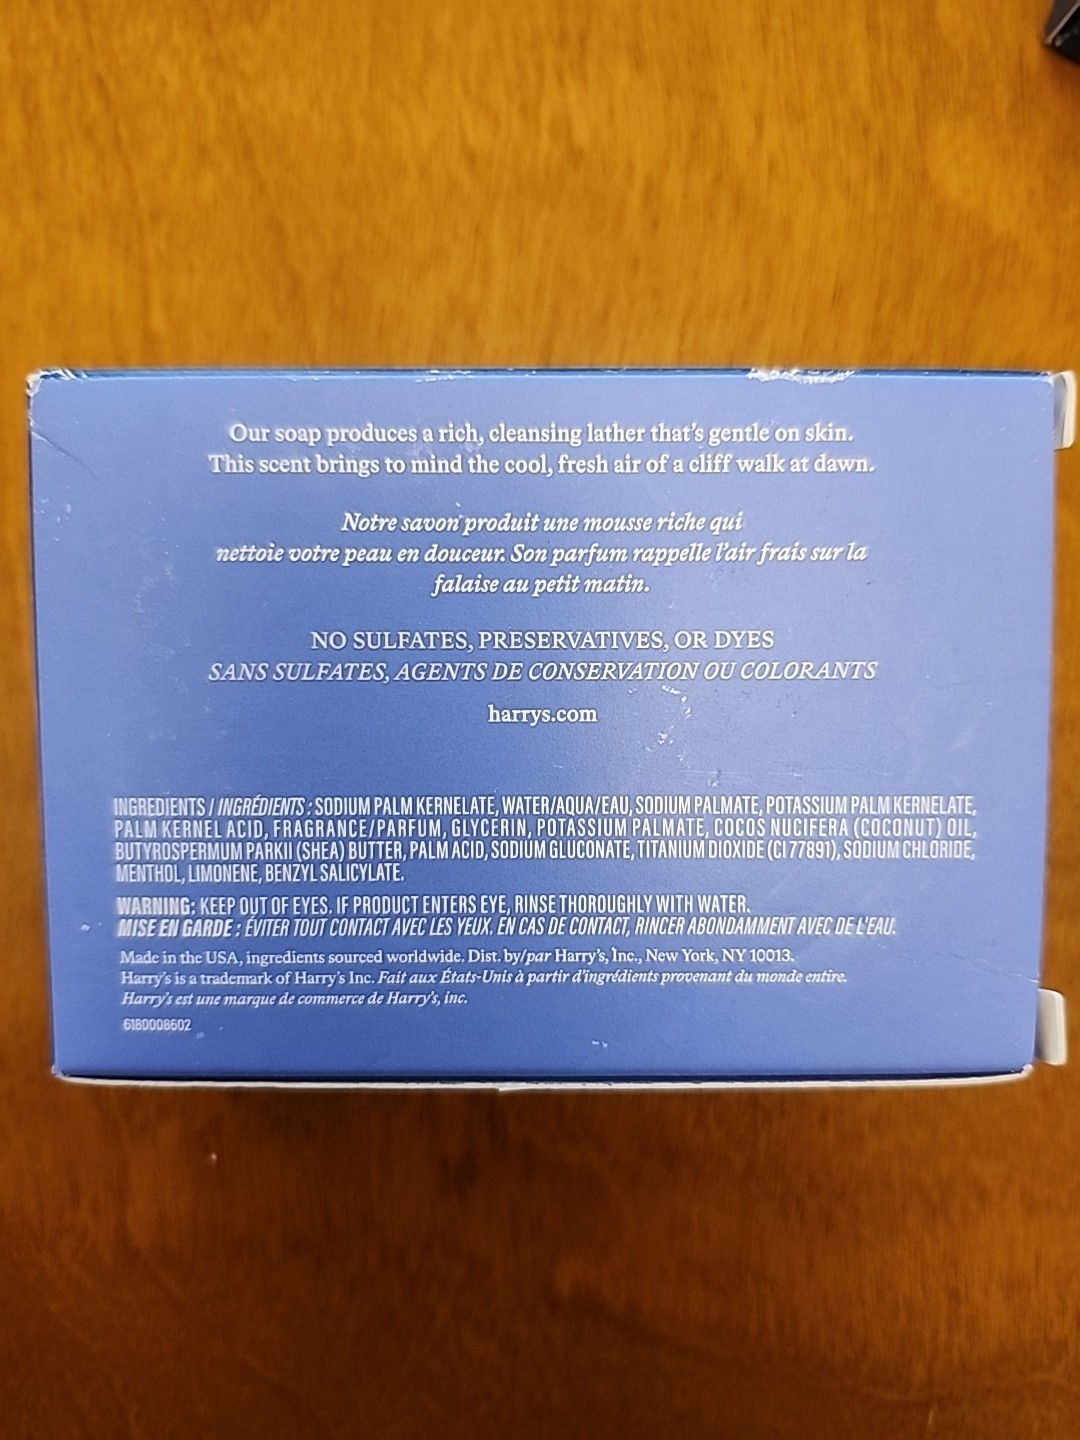 Our soap produces a rich, cleansing lather that's gentle on skin.
This scent brings to mind the cool, fresh air of a cliff walk at dawn.
Notre savon produit une mousse riche qui
nettoie votre peau en douceur. Son parfum rappelle l'air frais sur la
falaise au petit matin.
NO SULFATES, PRESERVATIVES, OR DYES
SANS SULFATES, AGENTS DE CONSERVATION OU COLORANTS
harrys.com
INGREDIENTS / INGRÉDIENTS : SODIUM PALM KERNELATE, WATER/AQUA/EAU, SODIUM PALMATE, POTASSIUM PALM KERNELATE,
PALM KERNEL ACID, FRAGRANCE/PARFUM, GLYCERIN, POTASSIUM PALMATE, COCOS NUCIFERA (COCONUT) OIL,
BUTYROSPERMUM PARKII (SHEA) BUTTER, PALM ACID, SODIUM GLUCONATE, TITANIUM DIOXIDE (CI 77891), SODIUM CHLORIDE,
MENTHOL, LIMONENE, BENZYL SALICYLATE.
WARNING: KEEP OUT OF EYES. IF PRODUCT ENTERS EYE, RINSE THOROUGHLY WITH WATER.
MISE EN GARDE : ÉVITER TOUT CONTACT AVEC LES YEUX. EN CAS DE CONTACT, RINCER ABONDAMMENT AVEC DE L'EAU.
Made in the USA, ingredients sourced worldwide. Dist. by/par Harry's, Inc., New York, NY 10013.
Harry's is a trademark of Harry's Inc. Fait aux États-Unis à partir d'ingrédients provenant du monde entire.
Harry's est une marque de commerce de Harry's, inc.
6180008602